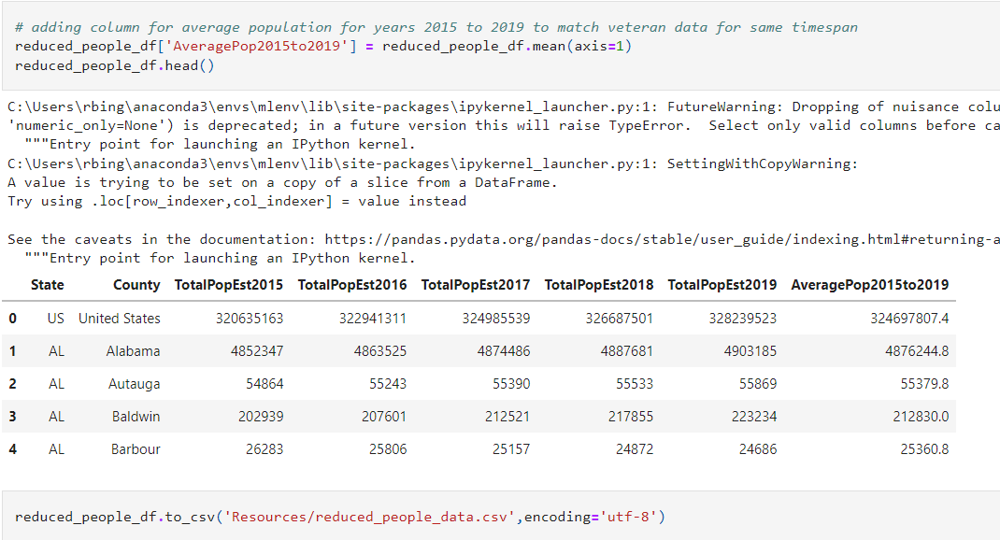 # adding column for average population for years 2015 to 2019 to match veteran data for same timespan
reduced_people_df['AveragePop2015to2019'] = reduced_people_df.mean(axis=1)
reduced_people_df.head()
C:\Users\rbing\anaconda3\envs\mlenv\lib\site-packages\ipykernel_launcher.py:1: FutureWarning: Dropping of nuisance colu
'numeric_only=None') is deprecated; in a future version this will raise TypeError.  Select only valid columns before ca
  """Entry point for launching an IPython kernel.
C:\Users\rbing\anaconda3\envs\mlenv\lib\site-packages\ipykernel_launcher.py:1: SettingWithCopyWarning:
A value is trying to be set on a copy of a slice from a DataFrame.
Try using .loc[row_indexer,col_indexer] = value instead
See the caveats in the documentation: https://pandas.pydata.org/pandas-docs/stable/user_guide/indexing.html#returning-a
  """Entry point for launching an IPython kernel.
State County TotalPopEst2015 TotalPopEst2016 TotalPopEst2017 TotalPopEst2018 TotalPopEst2019 AveragePop2015to2019
0 US United States 320635163 322941311 324985539 326687501 328239523 324697807.4
1 AL Alabama 4852347 4863525 4874486 4887681 4903185 4876244.8
2 AL Autauga 54864 55243 55390 55533 55869 55379.8
3 AL Baldwin 202939 207601 212521 217855 223234 212830.0
4 AL Barbour 26283 25806 25157 24872 24686 25360.8
reduced_people_df.to_csv('Resources/reduced_people_data.csv',encoding='utf-8')